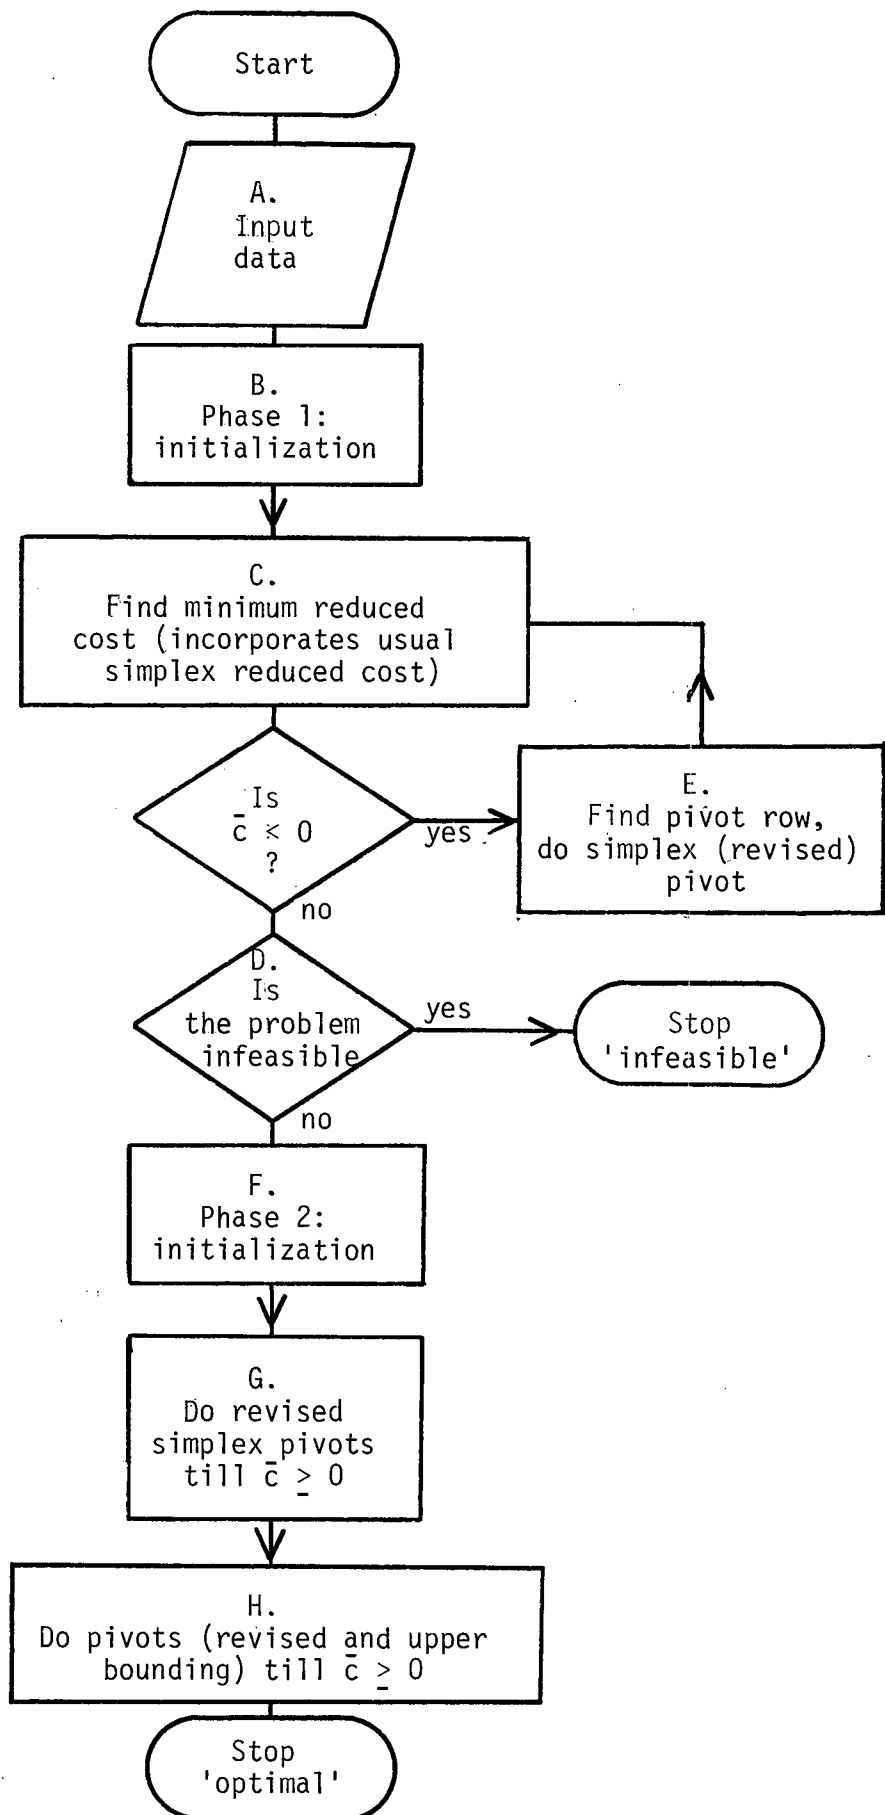 Start
A.
Input
data
B.
Phase 1:
initialization
C.
Find minimum reduced
cost (incorporates usual
simplex reduced cost)
Is
c̄ < 0
?
yes
E.
Find pivot row,
do simplex (revised)
pivot
no
D.
Is
the problem
infeasible
yes
Stop
'infeasible'
no
F.
Phase 2:
initialization
G.
Do revised
simplex pivots
till c̄ ≥ 0
H.
Do pivots (revised and upper
bounding) till c̄ ≥ 0
Stop
'optimal'